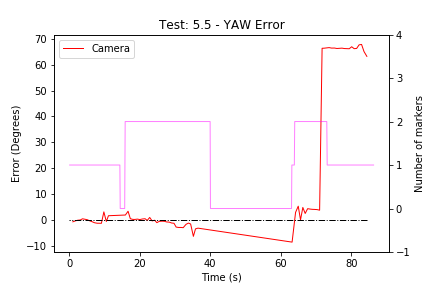 Test: 5.5 - YAW Error
Camera
Error (Degrees)
70
60
50
40
30
20
10
0
−10
4
3
2
1
0
−1
Number of markers
0 20 40 60 80
Time (s)